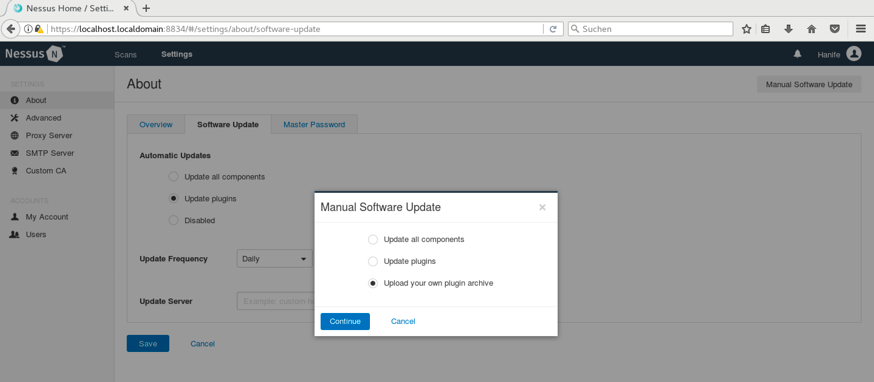 Nessus Home / Setti...
https://localhost.localdomain:8834/#/settings/about/software-update
Suchen
Nessus N
Scans
Settings
Hanife
SETTINGS
About
Advanced
Proxy Server
SMTP Server
Custom CA
ACCOUNTS
My Account
Users
About
Manual Software Update
Overview
Software Update
Master Password
Automatic Updates
Update all components
Update plugins
Disabled
Update Frequency
Daily
Update Server
Example: custom
Save
Cancel
Manual Software Update
Update all components
Update plugins
Upload your own plugin archive
Continue
Cancel